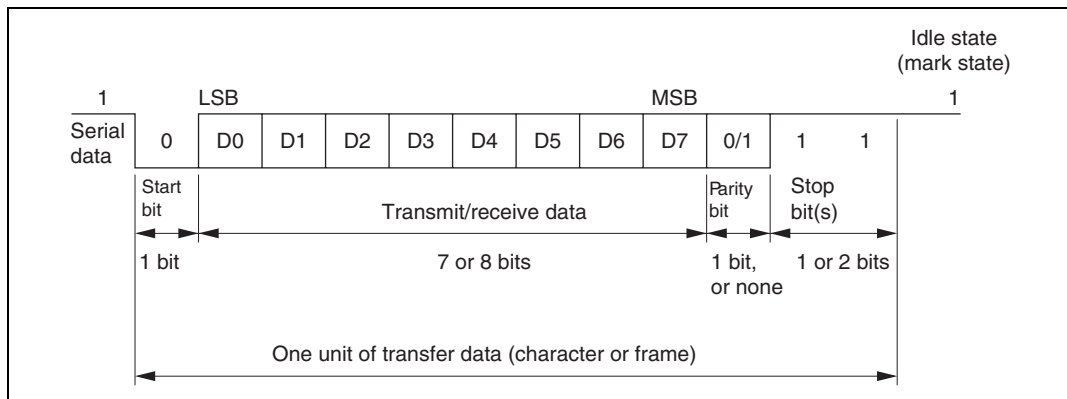 Idle state
(mark state)
1 LSB MSB 1
Serial
data
0 D0 D1 D2 D3 D4 D5 D6 D7 0/1 1 1
Start
bit
Transmit/receive data
Parity
bit
Stop
bit(s)
1 bit
7 or 8 bits
1 bit,
or none
1 or 2 bits
One unit of transfer data (character or frame)